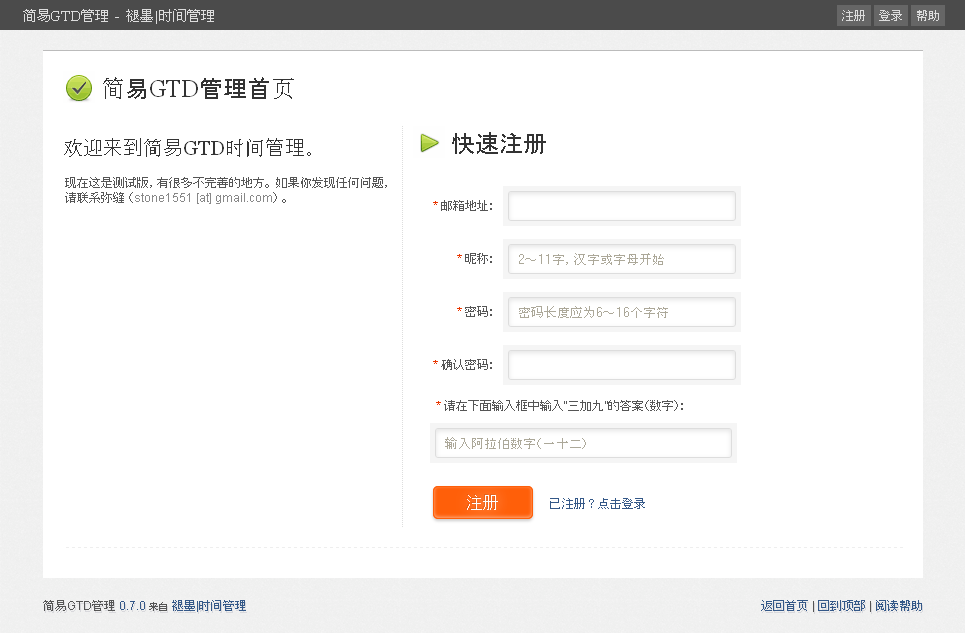 简易GTD管理 - 褪墨|时间管理
注册 登录 帮助
简易GTD管理首页
欢迎来到简易GTD时间管理。
现在这是测试版, 有很多不完善的地方。如果你发现任何问题,
请联系弥缝（stone1551 [at] gmail.com）。
快速注册
*邮箱地址:
*昵称: 2～11字, 汉字或字母开始
*密码: 密码长度应为6～16个字符
*确认密码:
*请在下面输入框中输入"三加九"的答案(数字):
输入阿拉伯数字(一十二)
注册 已注册？点击登录
简易GTD管理 0.7.0 来自 褪墨|时间管理
返回首页 | 回到顶部 | 阅读帮助